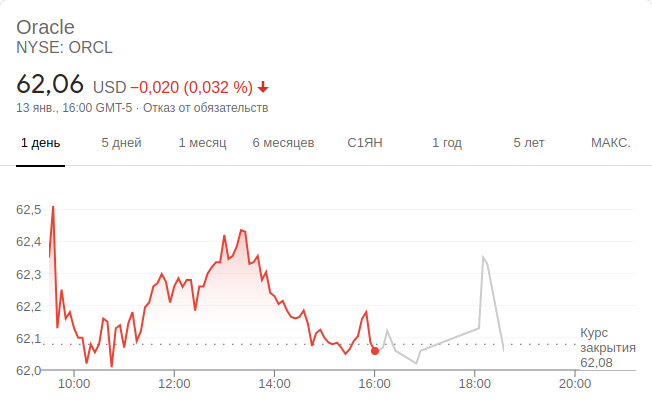 Oracle
NYSE: ORCL
62,06 USD −0,020 (0,032 %)
13 янв., 16:00 GMT-5 · Отказ от обязательств
1 день 5 дней 1 месяц 6 месяцев С1ЯН 1 год 5 лет МАКС.
62,5
62,4
62,3
62,2
62,1
62,0
Курс
закрытия
62,08
10:00 12:00 14:00 16:00 18:00 20:00